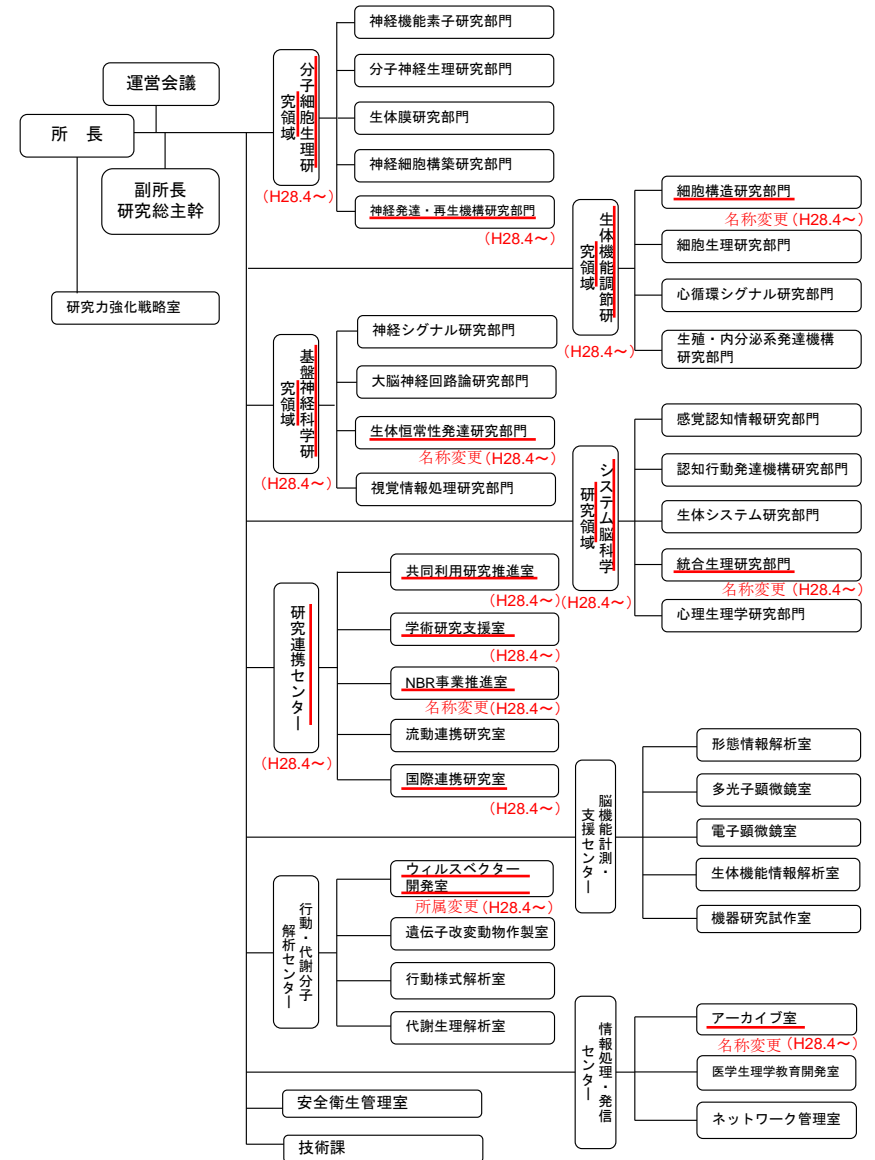 運営会議
所　長
副所長
研究総主幹
研究力強化戦略室
分子細胞生理研
究領域
(H28.4～)
神経機能素子研究部門
分子神経生理研究部門
生体膜研究部門
神経細胞構築研究部門
神経発達・再生機構研究部門
(H28.4～)
生体機能調節研
究領域
(H28.4～)
細胞構造研究部門
名称変更(H28.4～)
細胞生理研究部門
心循環シグナル研究部門
生殖・内分泌系発達機構
研究部門
基盤神経科学研
究領域
(H28.4～)
神経シグナル研究部門
大脳神経回路論研究部門
生体恒常性発達研究部門
名称変更(H28.4～)
視覚情報処理研究部門
システム脳科学
研究領域
(H28.4～)
感覚認知情報研究部門
認知行動発達機構研究部門
生体システム研究部門
統合生理研究部門
名称変更(H28.4～)
心理生理学研究部門
研究連携センター
(H28.4～)
共同利用研究推進室
(H28.4～)
学術研究支援室
(H28.4～)
NBR事業推進室
名称変更(H28.4～)
流動連携研究室
国際連携研究室
(H28.4～)
脳機能計測・
支援センター
形態情報解析室
多光子顕微鏡室
電子顕微鏡室
生体機能情報解析室
機器研究試作室
行動・代謝分子
解析センター
ウィルスベクター
開発室
所属変更(H28.4～)
遺伝子改変動物作製室
行動様式解析室
代謝生理解析室
情報処理・発信
センター
アーカイブ室
名称変更(H28.4～)
医学生理学教育開発室
ネットワーク管理室
安全衛生管理室
技術課